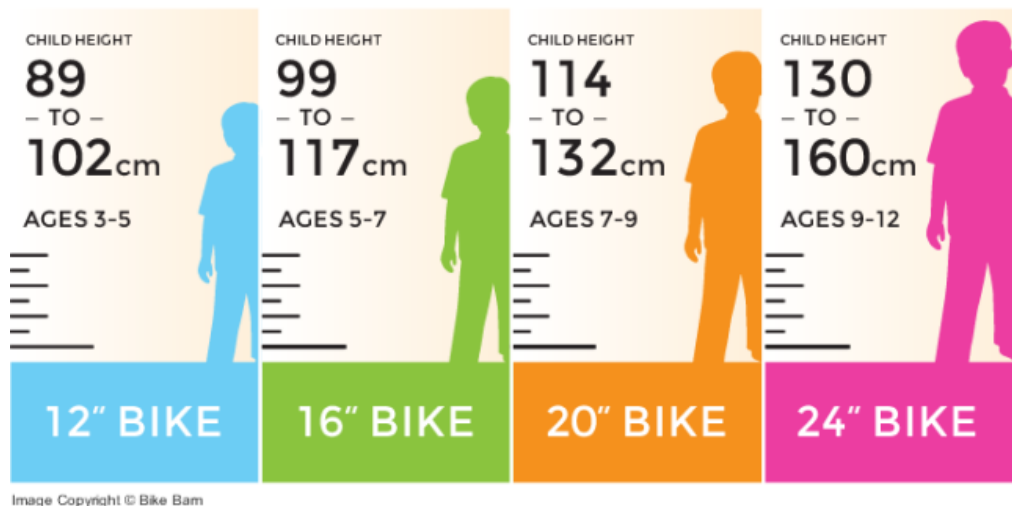 CHILD HEIGHT
89
– TO –
102cm
AGES 3-5
12” BIKE
CHILD HEIGHT
99
– TO –
117cm
AGES 5-7
16” BIKE
CHILD HEIGHT
114
– TO –
132cm
AGES 7-9
20” BIKE
CHILD HEIGHT
130
– TO –
160cm
AGES 9-12
24” BIKE
Image Copyright © Bike Barn